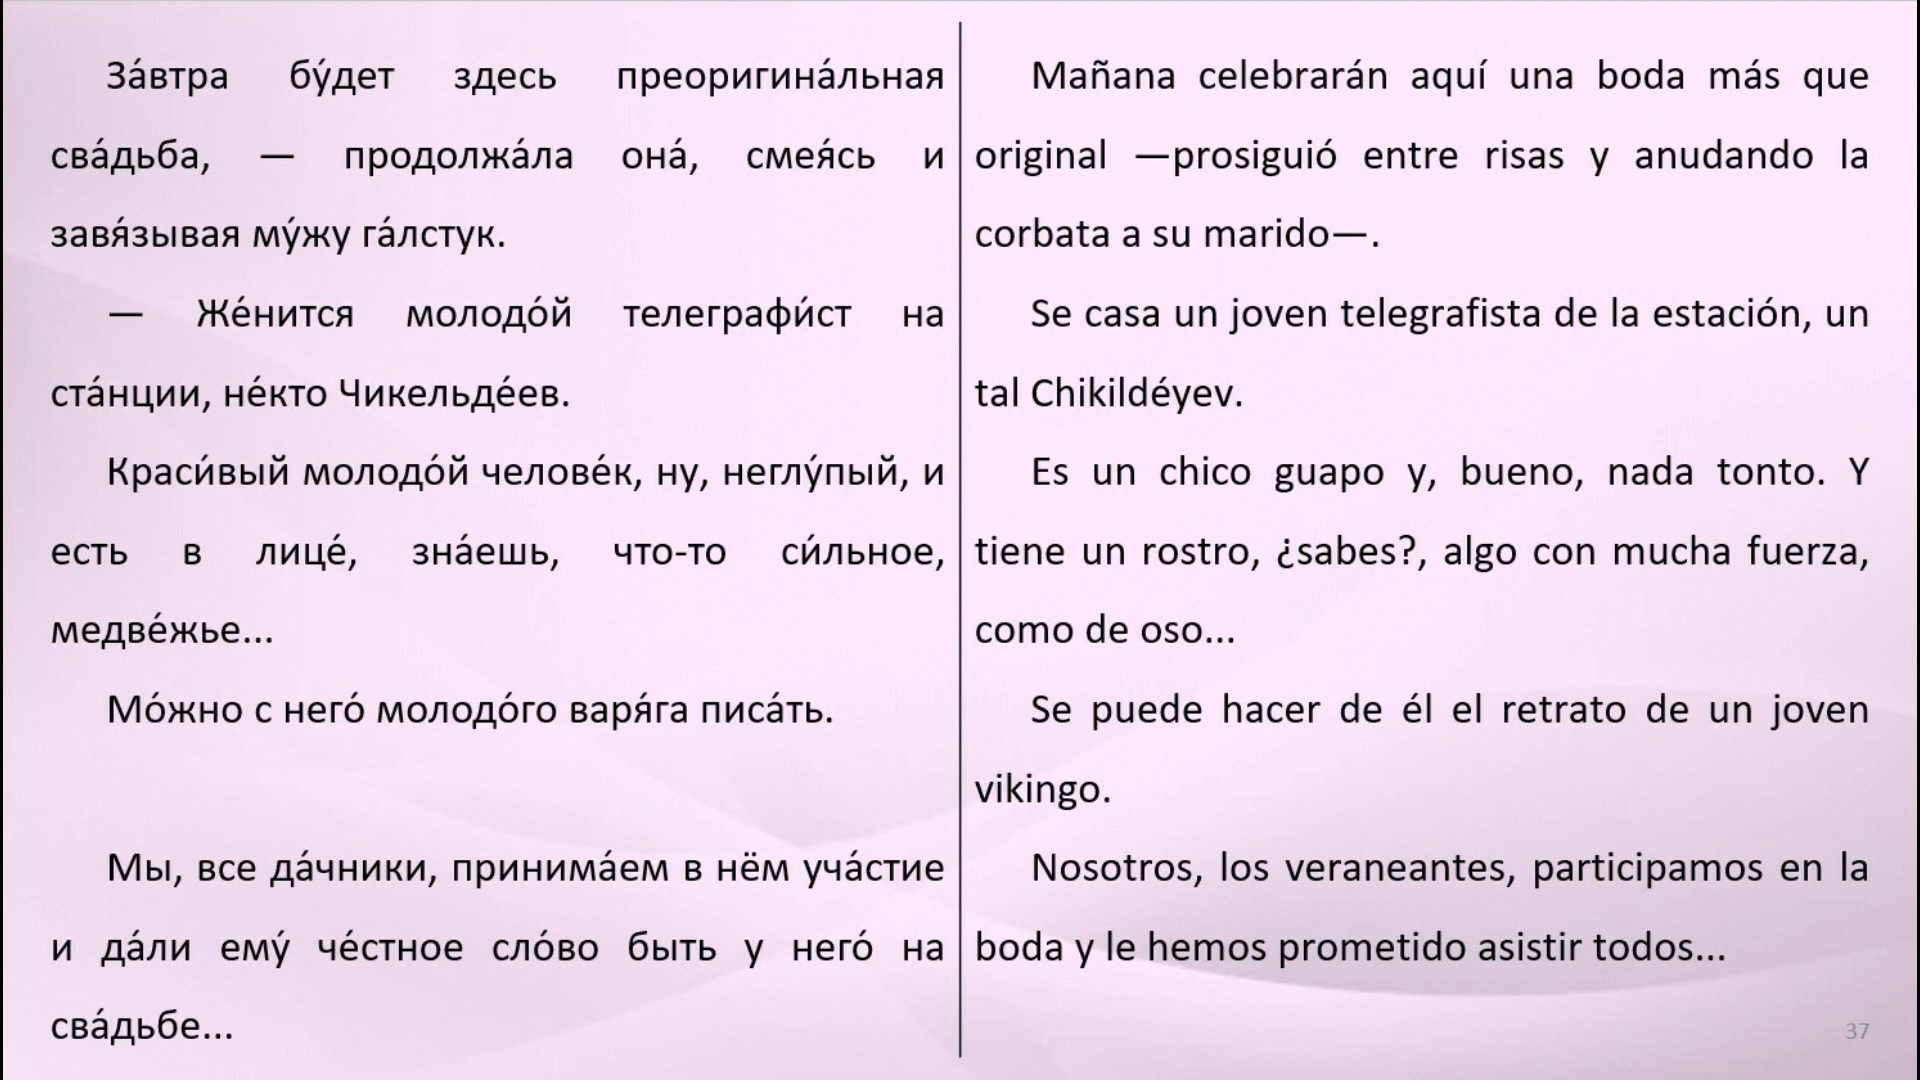 За́втра бу́дет здесь преоригина́льная
сва́дьба, — продолжа́ла она́, смея́сь и
завя́зывая му́жу га́лстук.
— Же́нится молодо́й телеграфи́ст на
ста́нции, не́кто Чикельде́ев.
Краси́вый молодо́й челове́к, ну, неглу́пый, и
есть в лице́, зна́ешь, что-то си́льное,
медве́жье...
Мо́жно с него́ молодо́го варя́га писа́ть.
Мы, все да́чники, принима́ем в нём уча́стие
и да́ли ему́ че́стное сло́во быть у него́ на
сва́дьбе...
Mañana celebrarán aquí una boda más que
original —prosiguió entre risas y anudando la
corbata a su marido—.
Se casa un joven telegrafista de la estación, un
tal Chikildéyev.
Es un chico guapo y, bueno, nada tonto. Y
tiene un rostro, ¿sabes?, algo con mucha fuerza,
como de oso...
Se puede hacer de él el retrato de un joven
vikingo.
Nosotros, los veraneantes, participamos en la
boda y le hemos prometido asistir todos...
37